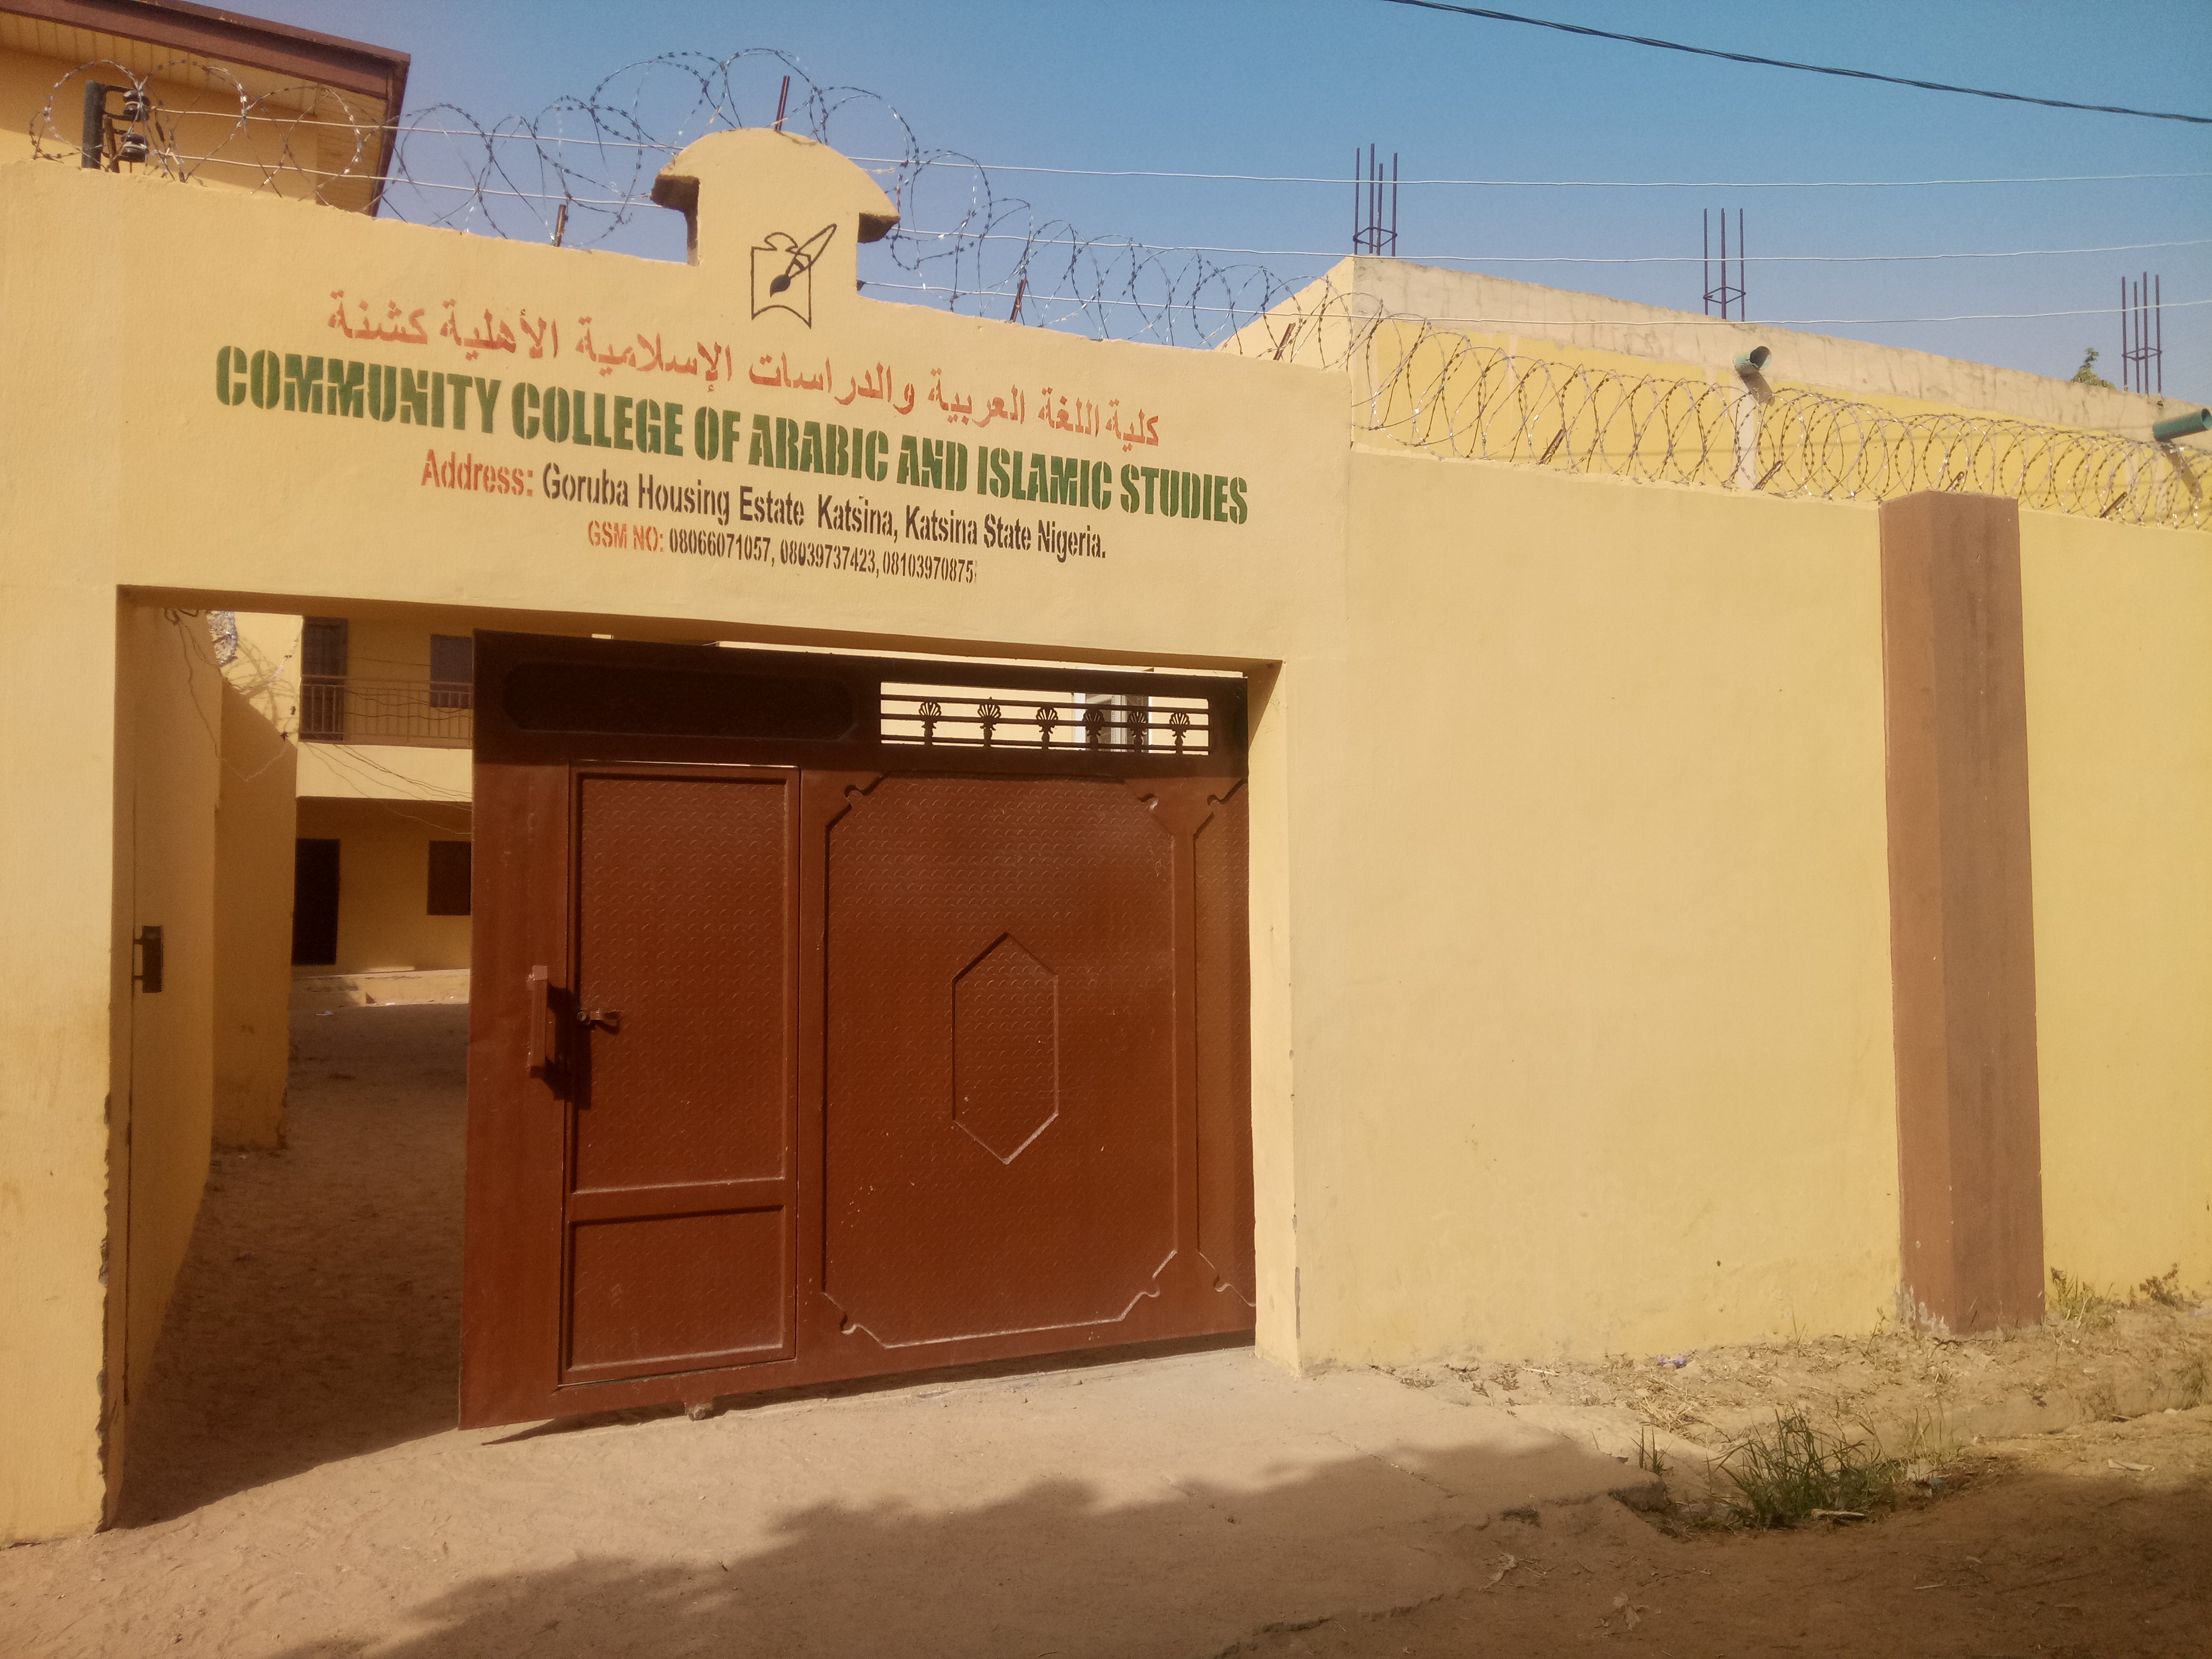 كلية اللغة العربية والدراسات الإسلامية الأهلية كشنة
COMMUNITY COLLEGE OF ARABIC AND ISLAMIC STUDIES
Address: Goruba Housing Estate Katsina, Katsina State Nigeria.
GSM NO: 08066071057, 08039737423, 08103970875